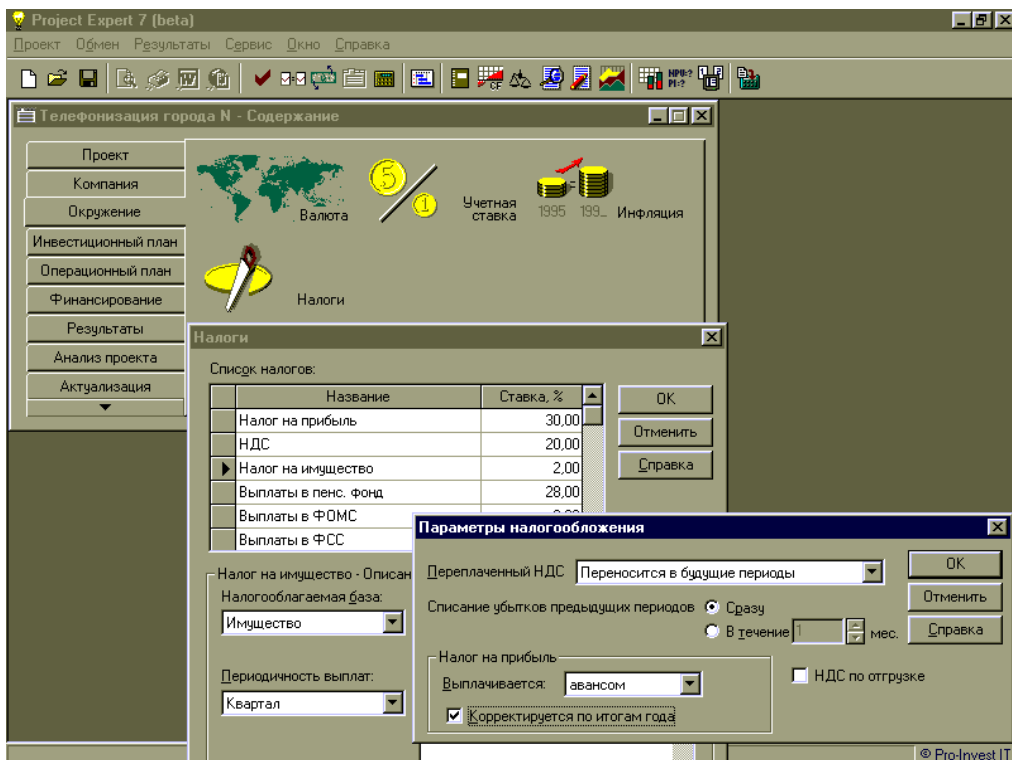 Project Expert 7 (beta)
Проект Обмен Результаты Сервис Окно Справка
Телефонизация города N - Содержание
Проект
Компания
Окружение
Инвестиционный план
Операционный план
Финансирование
Результаты
Анализ проекта
Актуализация
Валюта
5
1
Учетная
ставка
1995 199_ Инфляция
Налоги
Налоги
Список налогов:
Название Ставка, %
Налог на прибыль 30,00
НДС 20,00
Налог на имущество 2,00
Выплаты в пенс. фонд 28,00
Выплаты в ФОМС
Выплаты в ФСС
OK
Отменить
Справка
Налог на имущество - Описан
Налогооблагаемая база:
Имущество
Периодичность выплат:
Квартал
Параметры налогообложения
Переплаченный НДС Переносится в будущие периоды
Списание убытков предыдущих периодов Сразу
В течение 1 мес.
Налог на прибыль
Выплачивается: авансом
Корректируется по итогам года
НДС по отгрузке
OK
Отменить
Справка
© Pro-Invest IT